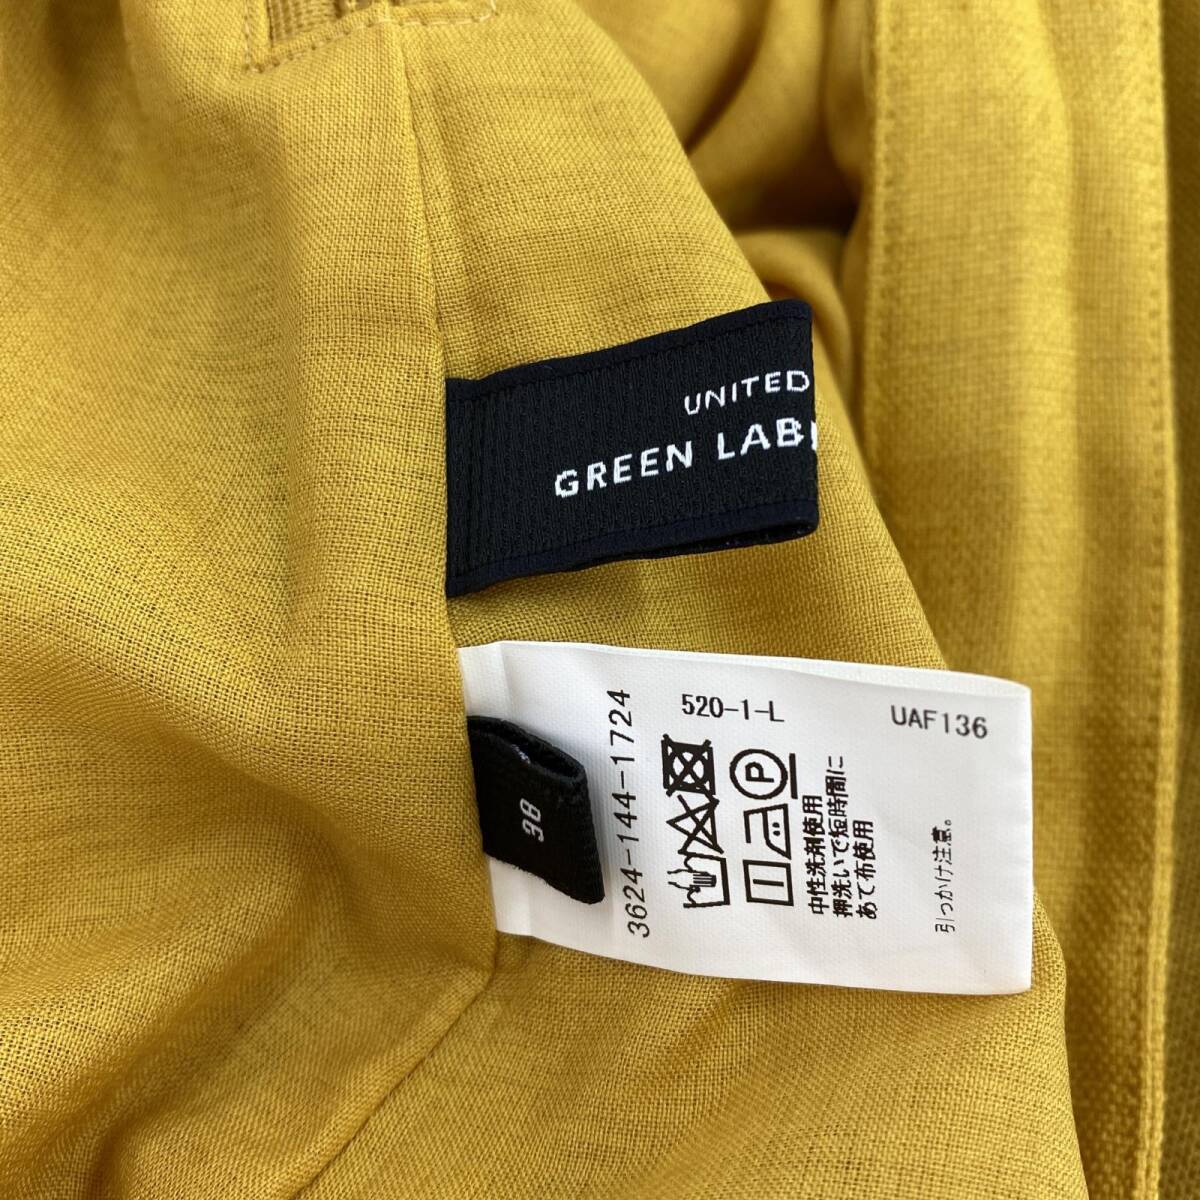 UNITED
GREEN LAB
38
3624-144-1724
520-1-L
UAF136
P
中性洗剤使用
押洗いで短時間に
あて布使用
引っかけ注意。